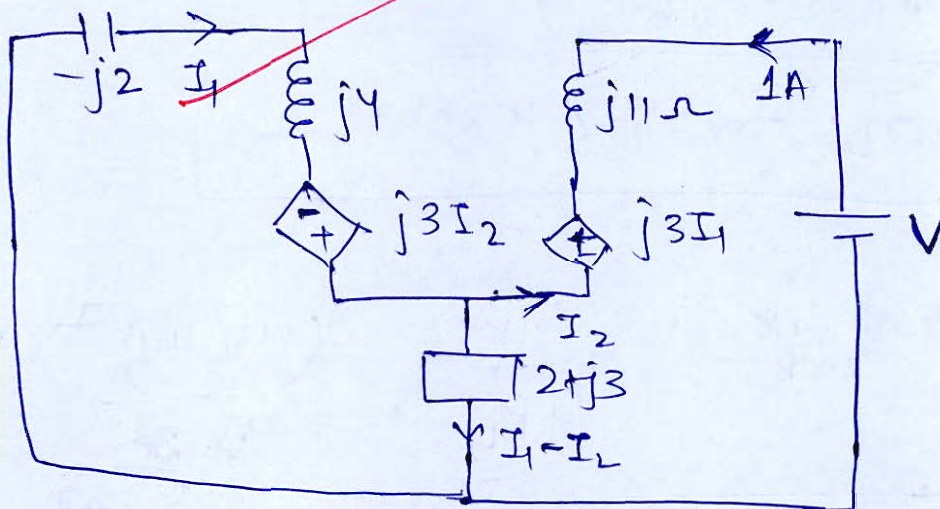 -j2
I₁
j4
j11Ω
1A
-
+
j3I₂
+
j3I₁
V
I₂
2+j3
I₁-I₂